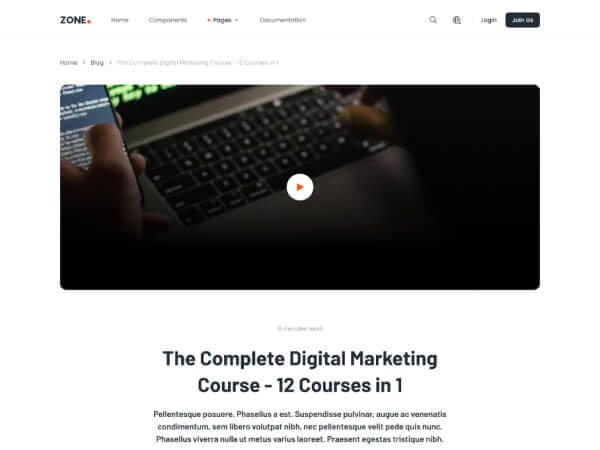 ZONE.
Home Components Pages Documentation Login Join Us
Home > Blog > The Complete Digital Marketing Course - 12 Courses in 1
8 minutes read
The Complete Digital Marketing
Course - 12 Courses in 1
Pellentesque posuere. Phasellus a est. Suspendisse pulvinar, augue ac venenatis
condimentum, sem libero volutpat nibh, nec pellentesque velit pede quis nunc.
Phasellus viverra nulla ut metus varius laoreet. Praesent egestas tristique nibh.